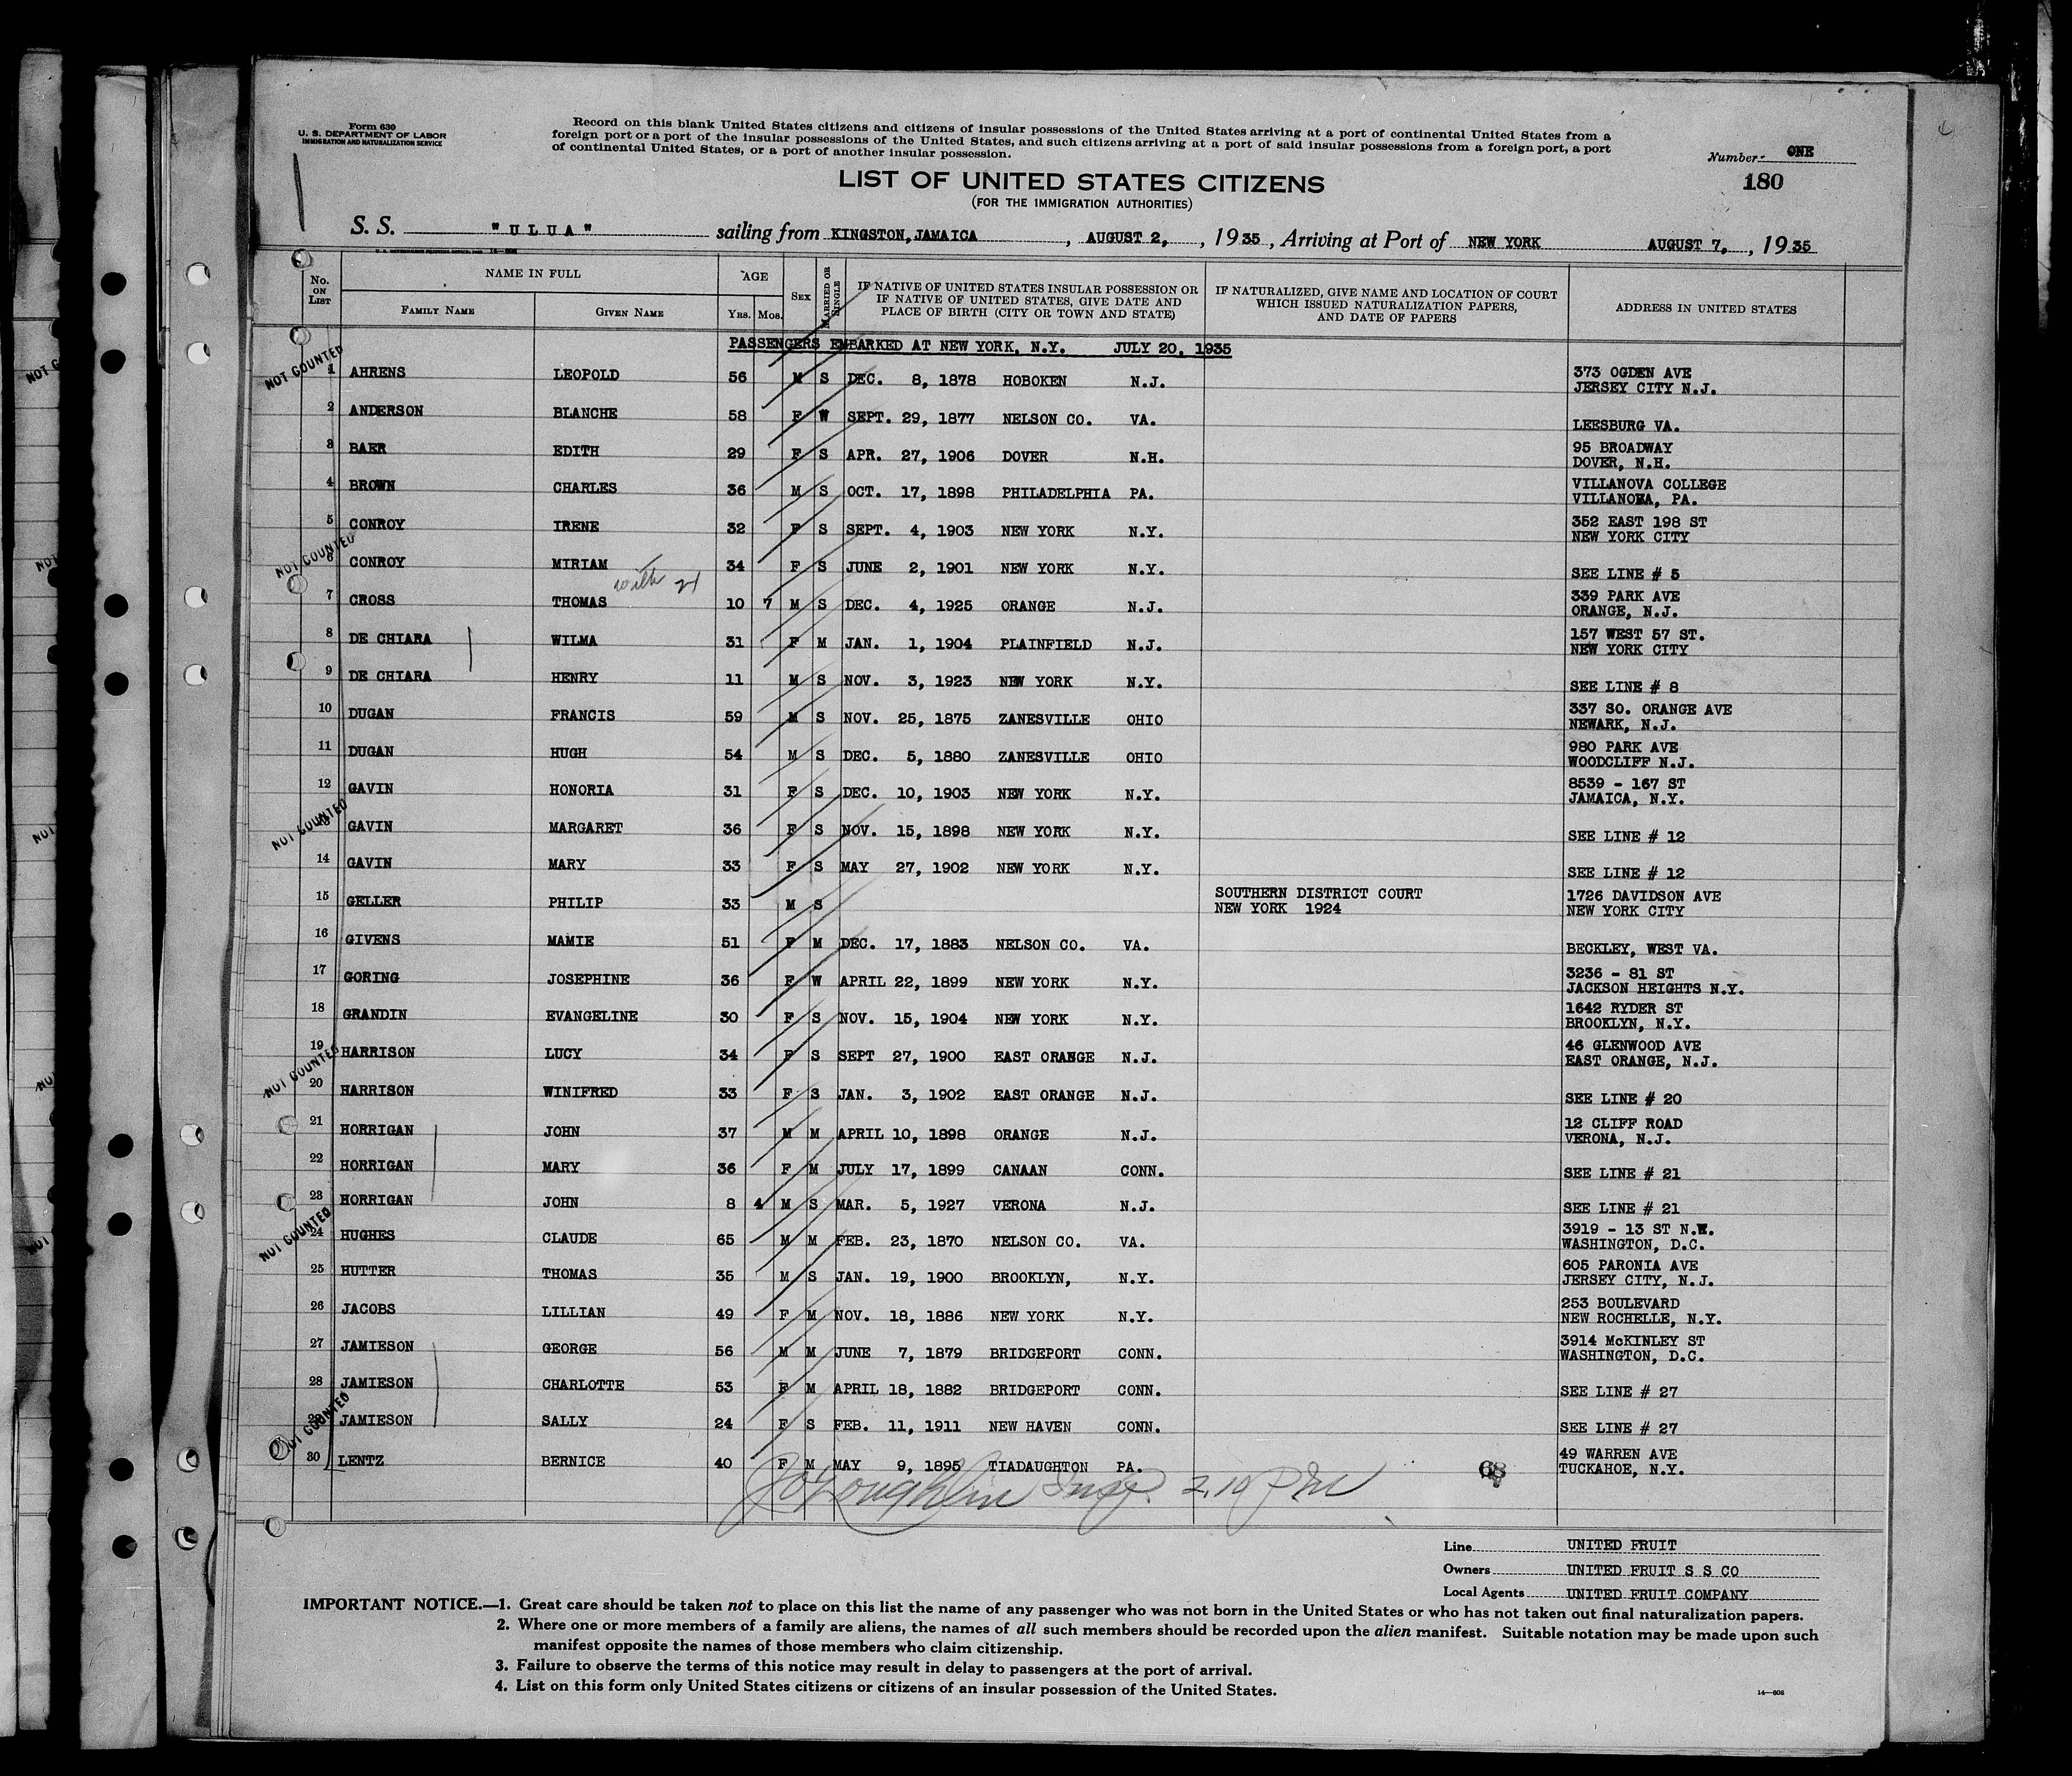 Form 630
U. S. DEPARTMENT OF LABOR
IMMIGRATION AND NATURALIZATION SERVICE
Record on this blank United States citizens and citizens of insular possessions of the United States arriving at a port of continental United States from a
foreign port or a port of the insular possessions of the United States, and such citizens arriving at a port of said insular possessions from a foreign port, a port
of continental United States, or a port of another insular possession.
Number ONE
180
LIST OF UNITED STATES CITIZENS
(FOR THE IMMIGRATION AUTHORITIES)
S. S. "ULUA" sailing from KINGSTON, JAMAICA, AUGUST 2, 1935, Arriving at Port of NEW YORK AUGUST 7, 1935
No. ON LIST NAME IN FULL FAMILY NAME GIVEN NAME AGE YRS. MOS. SEX MARRIED OR SINGLE IF NATIVE OF UNITED STATES INSULAR POSSESSION OR IF NATIVE OF UNITED STATES, GIVE DATE AND PLACE OF BIRTH (CITY OR TOWN AND STATE) IF NATURALIZED, GIVE NAME AND LOCATION OF COURT WHICH ISSUED NATURALIZATION PAPERS, AND DATE OF PAPERS ADDRESS IN UNITED STATES
PASSENGERS EMBARKED AT NEW YORK, N.Y. JULY 20, 1935
NOT COUNTED
1 AHRENS LEOPOLD 56 M S DEC. 8, 1878 HOBOKEN N.J. 373 OGDEN AVE JERSEY CITY N.J.
2 ANDERSON BLANCHE 58 F W SEPT. 29, 1877 NELSON CO. VA. LEESBURG VA.
3 BAER EDITH 29 F S APR. 27, 1906 DOVER N.H. 95 BROADWAY DOVER, N.H.
4 BROWN CHARLES 36 M S OCT. 17, 1898 PHILADELPHIA PA. VILLANOVA COLLEGE VILLANOVA, PA.
5 CONROY IRENE 32 F S SEPT. 4, 1903 NEW YORK N.Y. 352 EAST 198 ST NEW YORK CITY
NOT COUNTED
6 CONROY MIRIAM 34 F S JUNE 2, 1901 NEW YORK N.Y. SEE LINE # 5
with 21
7 CROSS THOMAS 10 7 M S DEC. 4, 1925 ORANGE N.J. 339 PARK AVE ORANGE, N.J.
8 DE CHIARA WILMA 31 F M JAN. 1, 1904 PLAINFIELD N.J. 157 WEST 57 ST. NEW YORK CITY
9 DE CHIARA HENRY 11 M S NOV. 3, 1923 NEW YORK N.Y. SEE LINE # 8
10 DUGAN FRANCIS 59 M S NOV. 25, 1875 ZANESVILLE OHIO 337 SO. ORANGE AVE NEWARK, N.J.
11 DUGAN HUGH 54 M S DEC. 5, 1880 ZANESVILLE OHIO 980 PARK AVE WOODCLIFF N.J.
12 GAVIN HONORIA 31 F S DEC. 10, 1903 NEW YORK N.Y. 8539 - 167 ST JAMAICA, N.Y.
NOT COUNTED
13 GAVIN MARGARET 36 F S NOV. 15, 1898 NEW YORK N.Y. SEE LINE # 12
14 GAVIN MARY 33 F S MAY 27, 1902 NEW YORK N.Y. SEE LINE # 12
15 GELLER PHILIP 33 M S SOUTHERN DISTRICT COURT NEW YORK 1924 1726 DAVIDSON AVE NEW YORK CITY
16 GIVENS MAMIE 51 F M DEC. 17, 1883 NELSON CO. VA. BECKLEY, WEST VA.
17 GORING JOSEPHINE 36 F W APRIL 22, 1899 NEW YORK N.Y. 3236 - 81 ST JACKSON HEIGHTS N.Y.
18 GRANDIN EVANGELINE 30 F S NOV. 15, 1904 NEW YORK N.Y. 1642 RYDER ST BROOKLYN, N.Y.
NOT COUNTED
19 HARRISON LUCY 34 F S SEPT 27, 1900 EAST ORANGE N.J. 46 GLENWOOD AVE EAST ORANGE, N.J.
20 HARRISON WINIFRED 33 F S JAN. 3, 1902 EAST ORANGE N.J. SEE LINE # 20
21 HORRIGAN JOHN 37 M M APRIL 10, 1898 ORANGE N.J. 12 CLIFF ROAD VERONA, N.J.
22 HORRIGAN MARY 36 F M JULY 17, 1899 CANAAN CONN. SEE LINE # 21
23 HORRIGAN JOHN 8 4 M S MAR. 5, 1927 VERONA N.J. SEE LINE # 21
NOT COUNTED
24 HUGHES CLAUDE 65 M M FEB. 23, 1870 NELSON CO. VA. 3919 - 13 ST N.W. WASHINGTON, D.C.
25 HUTTER THOMAS 35 M S JAN. 19, 1900 BROOKLYN, N.Y. 605 PARONIA AVE JERSEY CITY, N.J.
26 JACOBS LILLIAN 49 F M NOV. 18, 1886 NEW YORK N.Y. 253 BOULEVARD NEW ROCHELLE, N.Y.
27 JAMIESON GEORGE 56 M M JUNE 7, 1879 BRIDGEPORT CONN. 3914 McKINLEY ST WASHINGTON, D.C.
28 JAMIESON CHARLOTTE 53 F M APRIL 18, 1882 BRIDGEPORT CONN. SEE LINE # 27
NOT COUNTED
29 JAMIESON SALLY 24 F S FEB. 11, 1911 NEW HAVEN CONN. SEE LINE # 27
30 LENTZ BERNICE 40 F M MAY 9, 1895 TIADAUGHTON PA. 49 WARREN AVE TUCKAHOE, N.Y.
J O'Loughlin Insp. 2.10 PM
Line UNITED FRUIT
Owners UNITED FRUIT S S CO
Local Agents UNITED FRUIT COMPANY
IMPORTANT NOTICE.—1. Great care should be taken not to place on this list the name of any passenger who was not born in the United States or who has not taken out final naturalization papers.
2. Where one or more members of a family are aliens, the names of all such members should be recorded upon the alien manifest. Suitable notation may be made upon such
manifest opposite the names of those members who claim citizenship.
3. Failure to observe the terms of this notice may result in delay to passengers at the port of arrival.
4. List on this form only United States citizens or citizens of an insular possession of the United States.